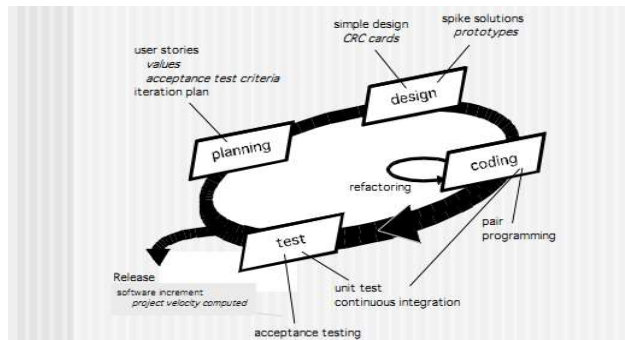 simple design
CRC cards
spike solutions
prototypes
user stories
values
acceptance test criteria
iteration plan
design
planning
coding
refactoring
test
pair
programming
Release
software increment
project velocity computed
unit test
continuous integration
acceptance testing